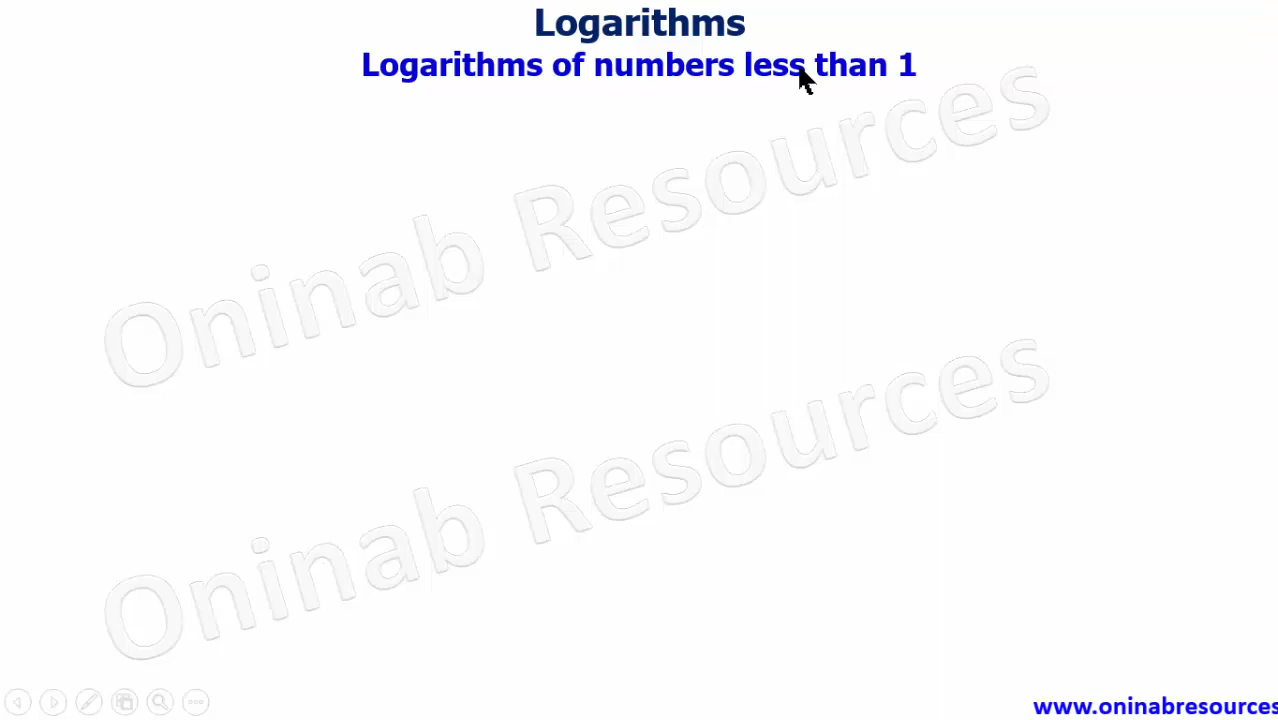 Logarithms
Logarithms of numbers less than 1
Oninab Resources
Oninab Resources
www.oninabresources